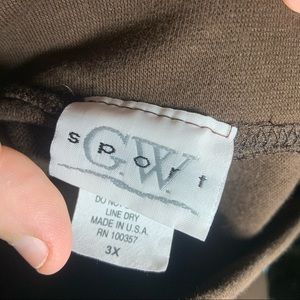 G.W.
sport
DO NOT
LINE DRY
MADE IN U.S.A.
RN 100357
3X